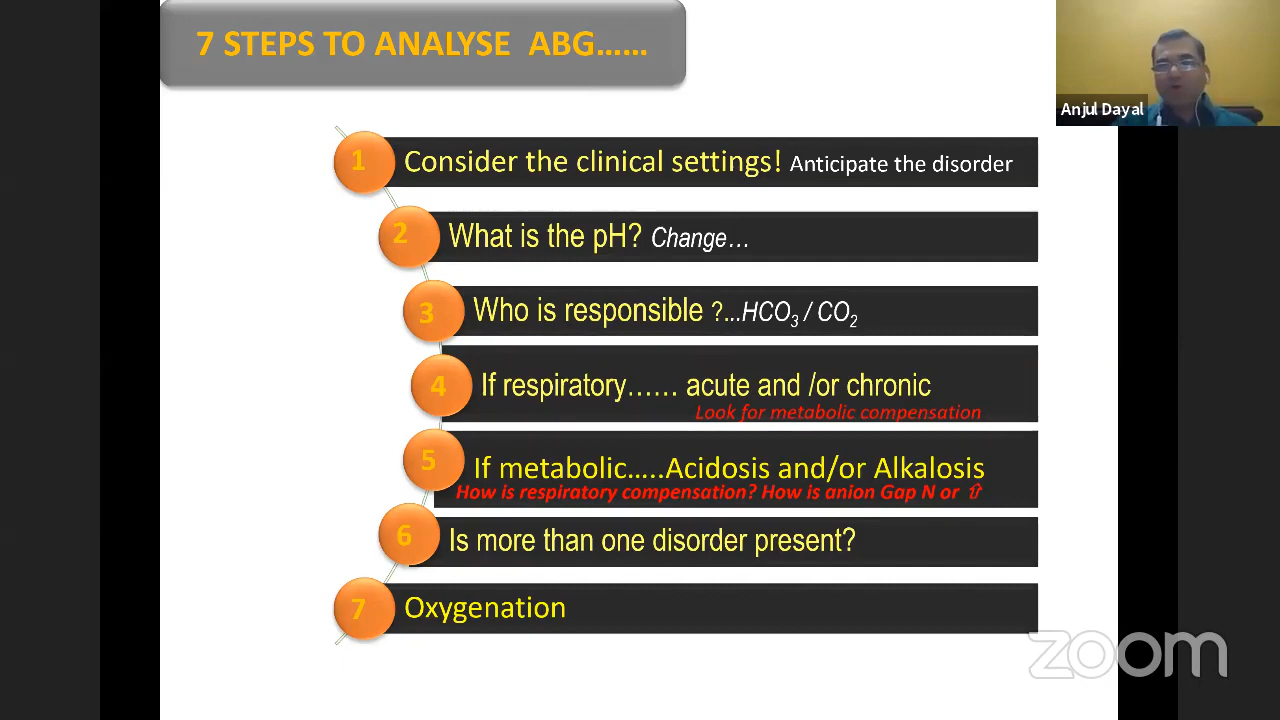 7 STEPS TO ANALYSE ABG......
Anjul Dayal
1 Consider the clinical settings! Anticipate the disorder
2 What is the pH? Change...
3 Who is responsible ?...HCO3 / CO2
4 If respiratory...... acute and /or chronic
Look for metabolic compensation
5 If metabolic.....Acidosis and/or Alkalosis
How is respiratory compensation? How is anion Gap N or ⇧
6 Is more than one disorder present?
7 Oxygenation
zoom